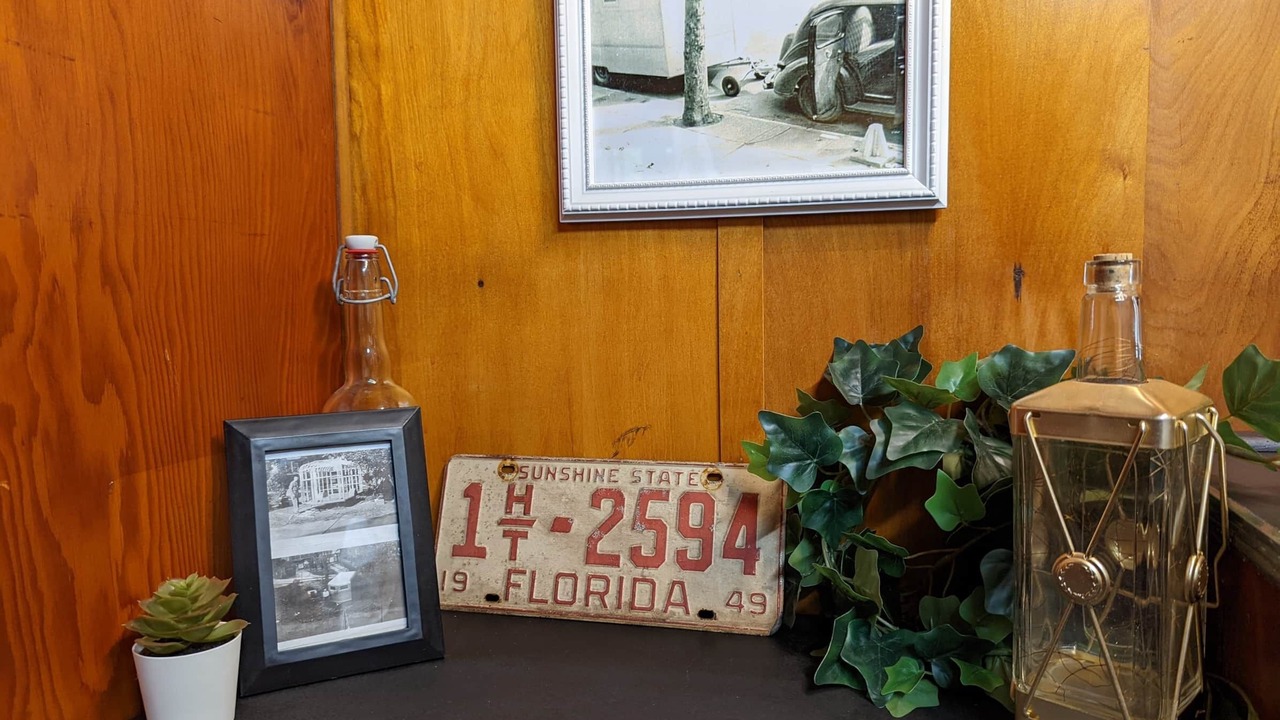 SUNSHINE STATE
1 H/T-2594
19 FLORIDA 49